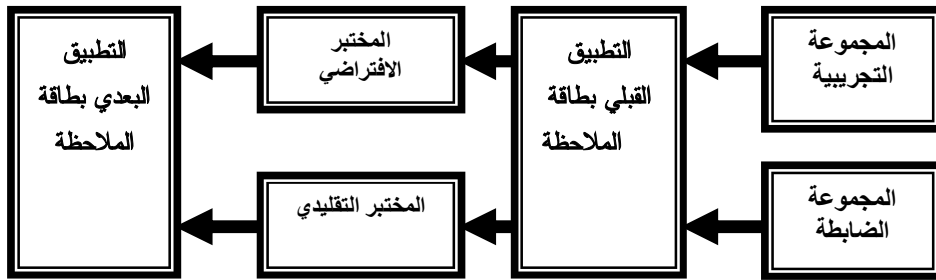 المجموعة
التجريبية
المجموعة
الضابطة
التطبيق
القبلي بطاقة
الملاحظة
المختبر
الافتراضي
المختبر التقليدي
التطبيق
البعدي بطاقة
الملاحظة